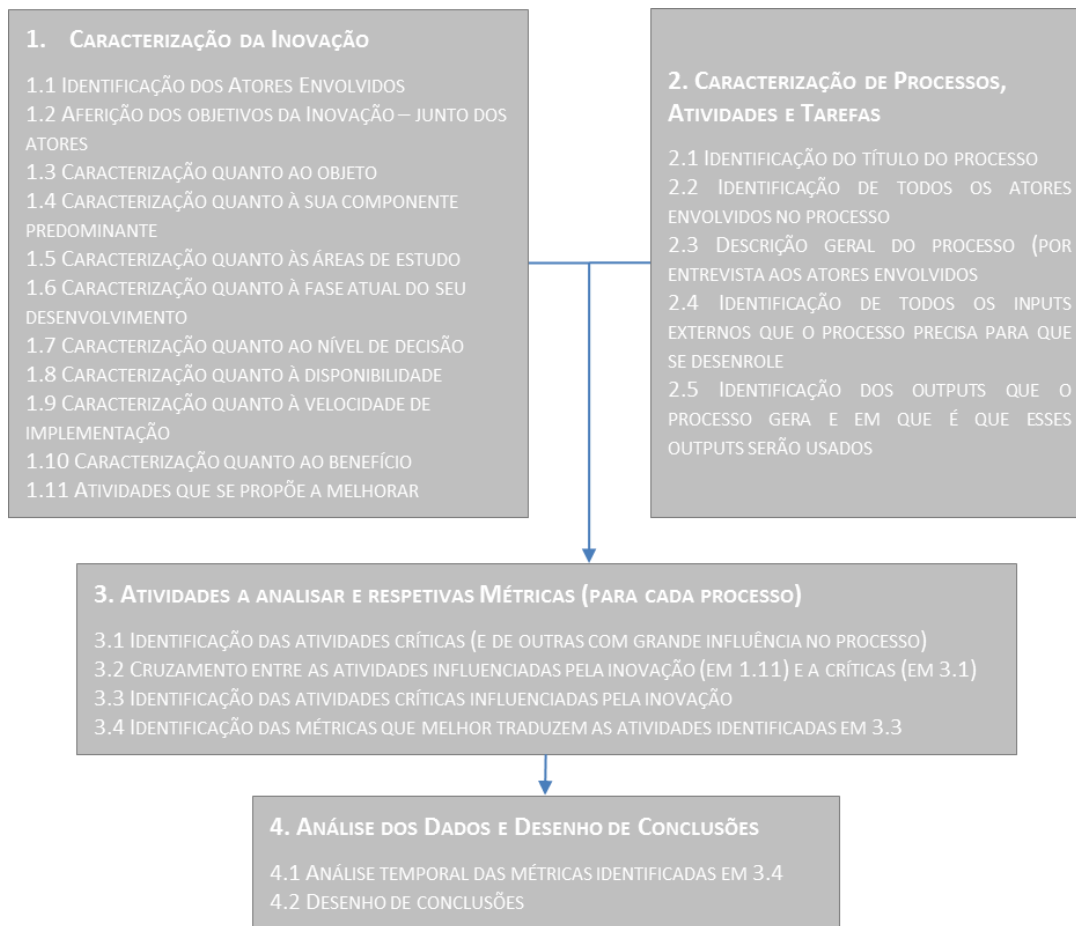 1. Caracterização da Inovação
1.1 Identificação dos Atores Envolvidos
1.2 Aferição dos objetivos da Inovação – junto dos
atores
1.3 Caracterização quanto ao objeto
1.4 Caracterização quanto à sua componente
predominante
1.5 Caracterização quanto às áreas de estudo
1.6 Caracterização quanto à fase atual do seu
desenvolvimento
1.7 Caracterização quanto ao nível de decisão
1.8 Caracterização quanto à disponibilidade
1.9 Caracterização quanto à velocidade de
implementação
1.10 Caracterização quanto ao benefício
1.11 Atividades que se propõe a melhorar
2. Caracterização de Processos,
Atividades e Tarefas
2.1 Identificação do título do processo
2.2 Identificação de todos os atores
envolvidos no processo
2.3 Descrição geral do processo (por
entrevista aos atores envolvidos
2.4 Identificação de todos os inputs
externos que o processo precisa para que
se desenrole
2.5 Identificação dos outputs que o
processo gera e em que é que esses
outputs serão usados
3. Atividades a analisar e respetivas Métricas (para cada processo)
3.1 Identificação das atividades críticas (e de outras com grande influência no processo)
3.2 Cruzamento entre as atividades influenciadas pela inovação (em 1.11) e a críticas (em 3.1)
3.3 Identificação das atividades críticas influenciadas pela inovação
3.4 Identificação das métricas que melhor traduzem as atividades identificadas em 3.3
4. Análise dos Dados e Desenho de Conclusões
4.1 Análise temporal das métricas identificadas em 3.4
4.2 Desenho de conclusões